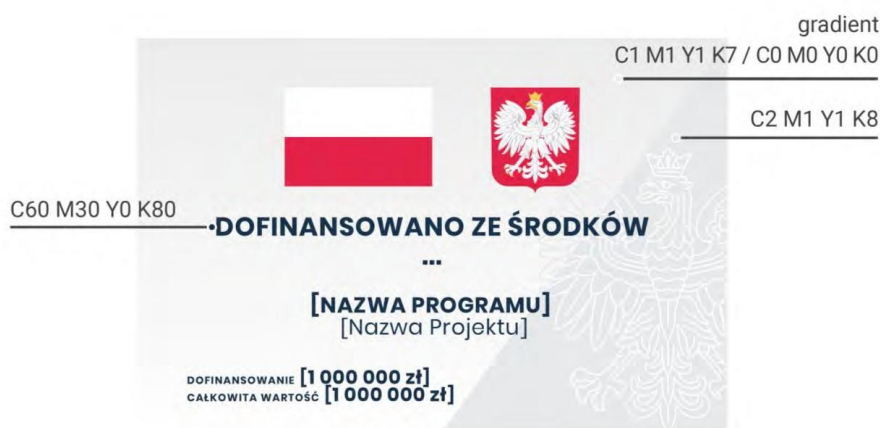 gradient
C1 M1 Y1 K7 / C0 M0 Y0 K0
C2 M1 Y1 K8
C60 M30 Y0 K80
DOFINANSOWANO ZE ŚRODKÓW
...
[NAZWA PROGRAMU]
[Nazwa Projektu]
DOFINANSOWANIE [1 000 000 zł]
CAŁKOWITA WARTOŚĆ [1 000 000 zł]